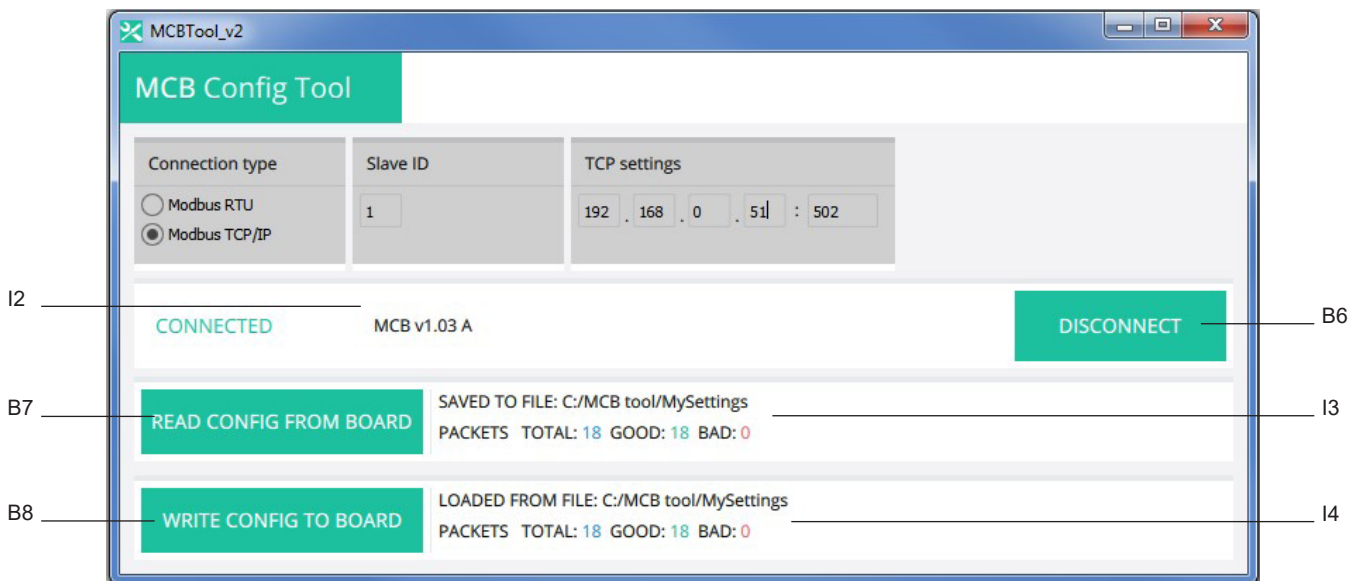 MCBTool_v2
MCB Config Tool
Connection type
Slave ID
TCP settings
Modbus RTU
Modbus TCP/IP
1
192 . 168 . 0 . 51 : 502
I2
CONNECTED
MCB v1.03 A
DISCONNECT
B6
B7
READ CONFIG FROM BOARD
SAVED TO FILE: C:/MCB tool/MySettings
PACKETS TOTAL: 18 GOOD: 18 BAD: 0
I3
B8
WRITE CONFIG TO BOARD
LOADED FROM FILE: C:/MCB tool/MySettings
PACKETS TOTAL: 18 GOOD: 18 BAD: 0
I4